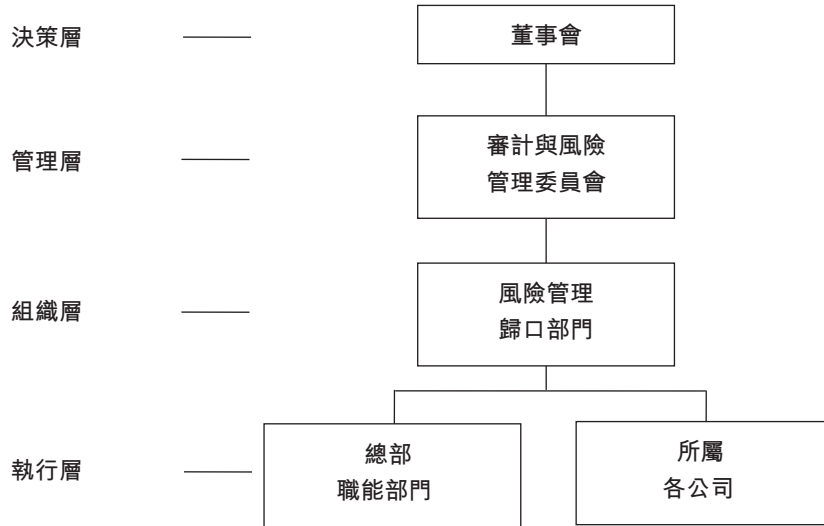 決策層
董事會
管理層
審計與風險
管理委員會
組織層
風險管理
歸口部門
執行層
總部
職能部門
所屬
各公司